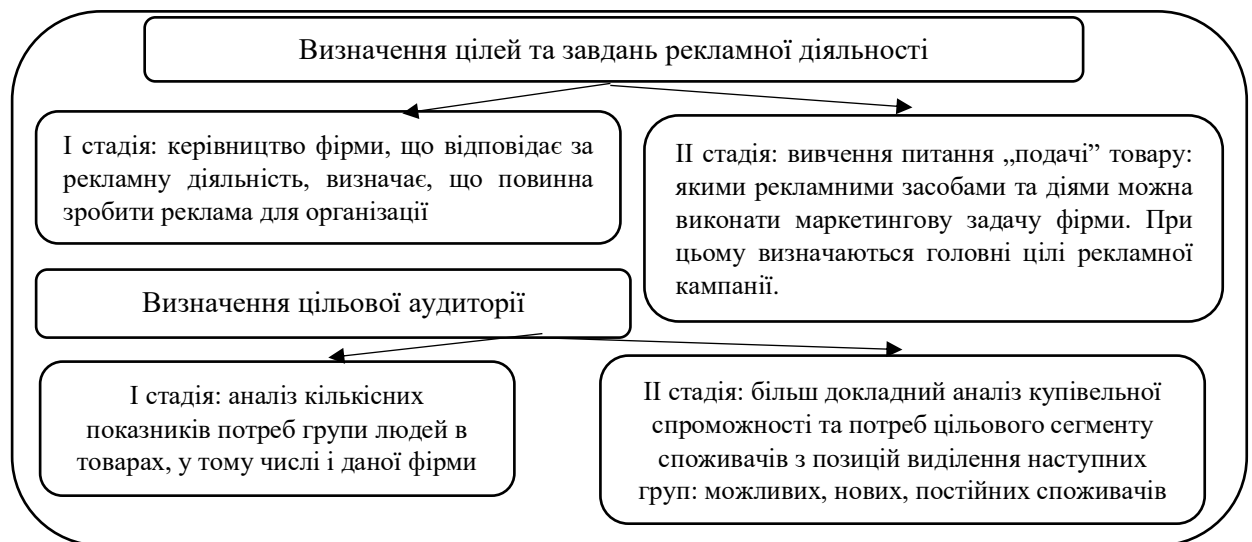 Визначення цілей та завдань рекламної діяльності
І стадія: керівництво фірми, що відповідає за
рекламну діяльність, визначає, що повинна
зробити реклама для організації
ІІ стадія: вивчення питання „подачі” товару:
якими рекламними засобами та діями можна
виконати маркетингову задачу фірми. При
цьому визначаються головні цілі рекламної
кампанії.
Визначення цільової аудиторії
І стадія: аналіз кількісних
показників потреб групи людей в
товарах, у тому числі і даної фірми
ІІ стадія: більш докладний аналіз купівельної
спроможності та потреб цільового сегменту
споживачів з позицій виділення наступних
груп: можливих, нових, постійних споживачів